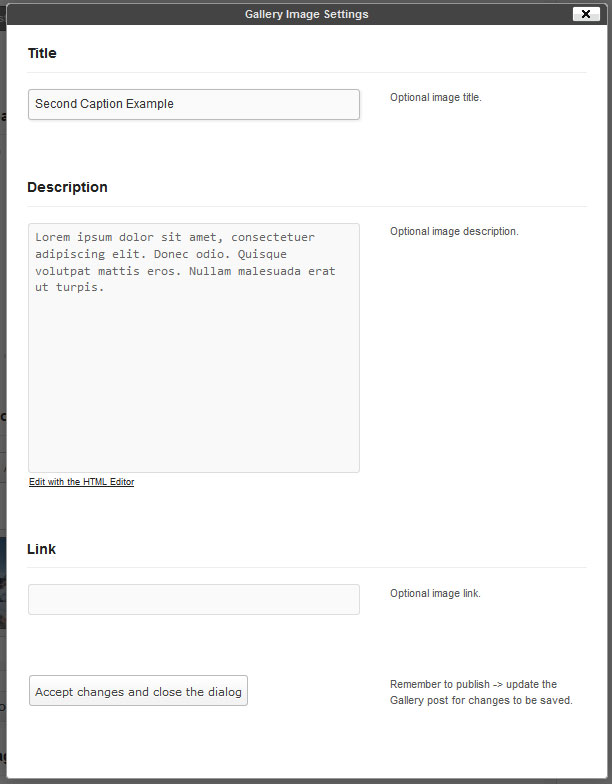 Gallery Image Settings
Title
Second Caption Example
Optional image title.
Description
Lorem ipsum dolor sit amet, consectetuer
adipiscing elit. Donec odio. Quisque
volutpat mattis eros. Nullam malesuada erat
ut turpis.
Optional image description.
Edit with the HTML Editor
Link
Optional image link.
Accept changes and close the dialog
Remember to publish -> update the
Gallery post for changes to be saved.